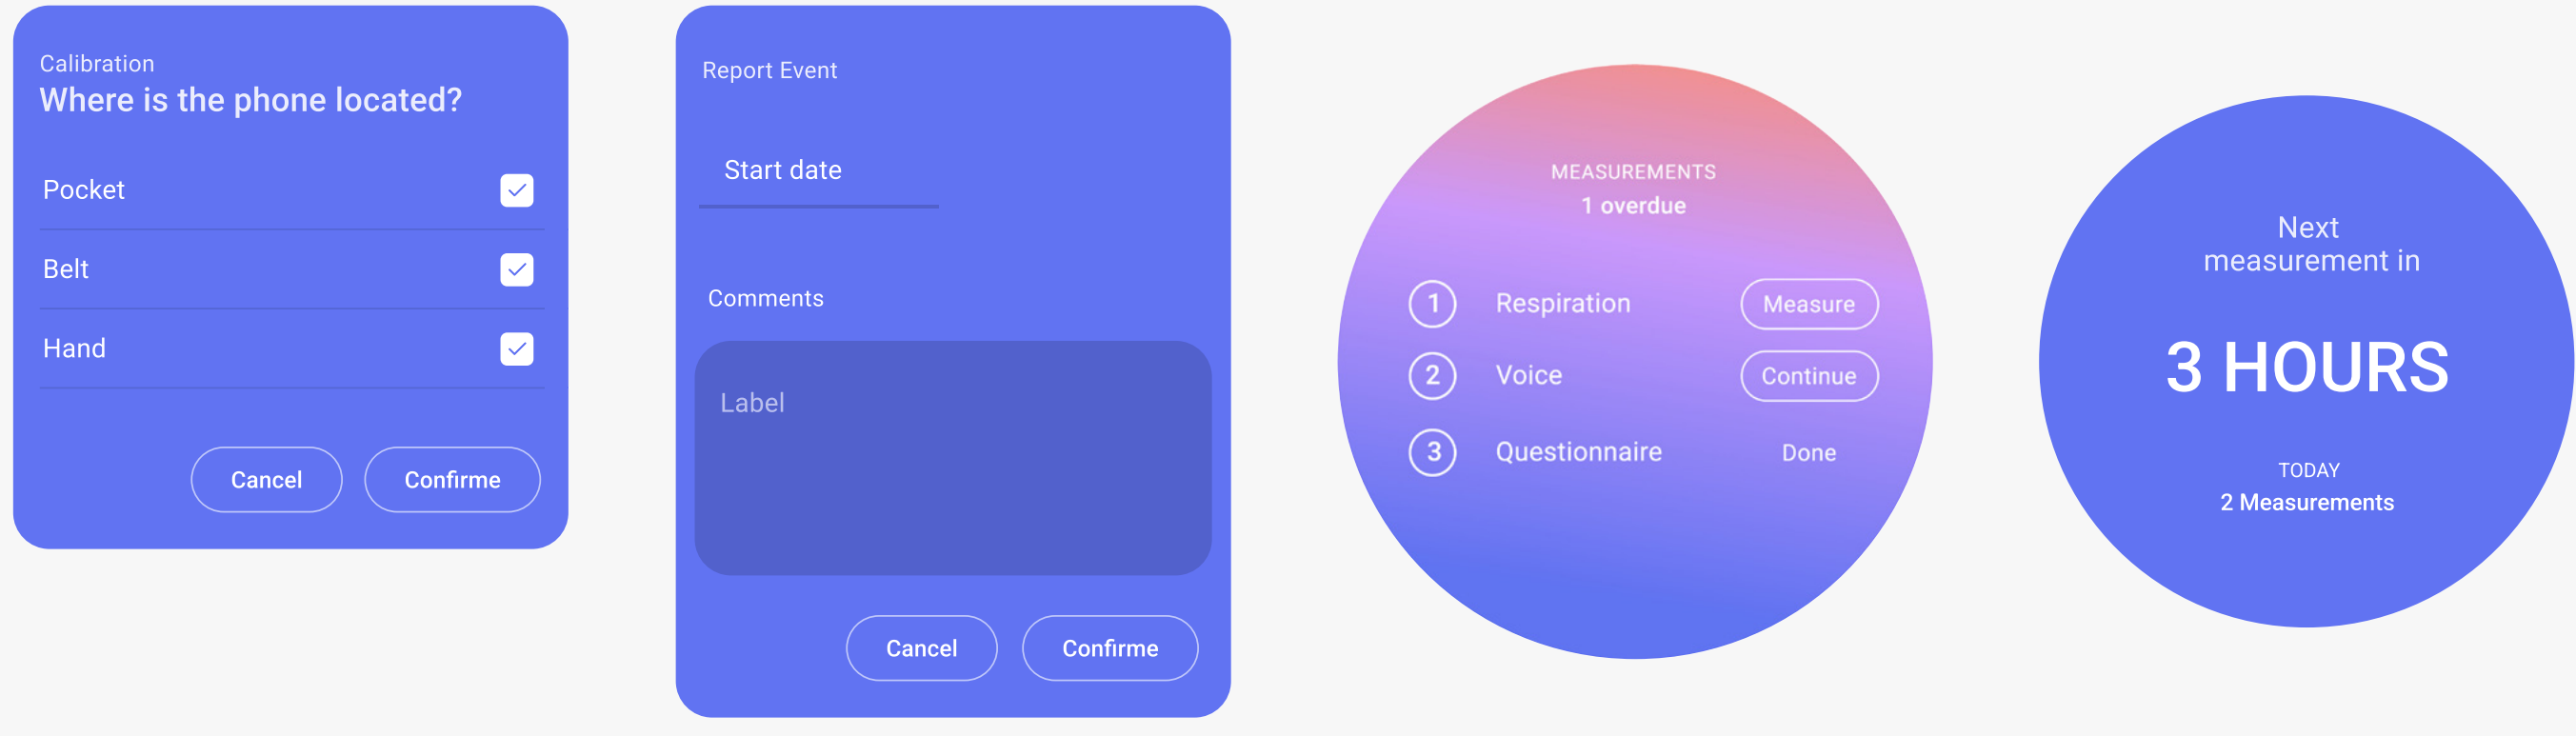 Calibration
Where is the phone located?
Pocket
Belt
Hand
Cancel
Confirme
Report Event
Start date
Comments
Label
Cancel
Confirme
MEASUREMENTS
1 overdue
1 Respiration Measure
2 Voice Continue
3 Questionnaire Done
Next
measurement in
3 HOURS
TODAY
2 Measurements